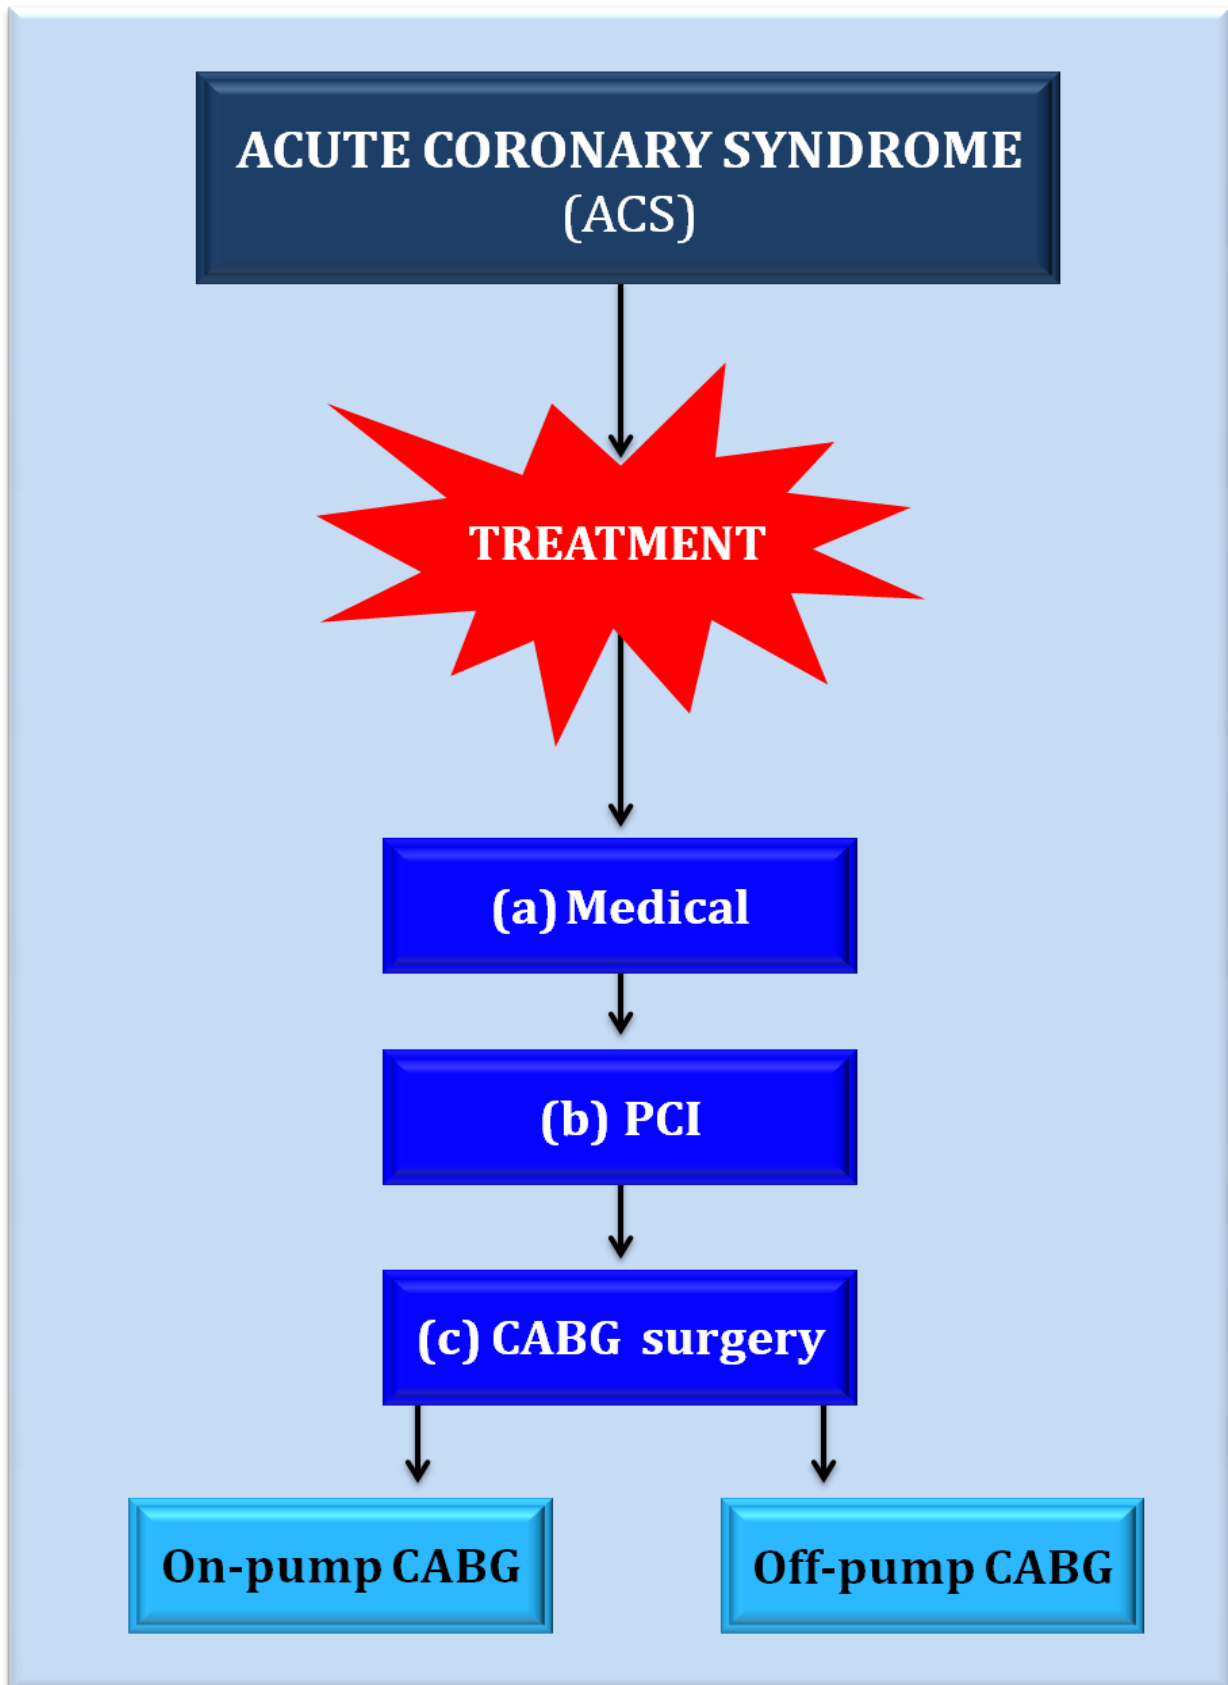 ACUTE CORONARY SYNDROME
(ACS)
TREATMENT
(a) Medical
(b) PCI
(c) CABG surgery
On-pump CABG
Off-pump CABG